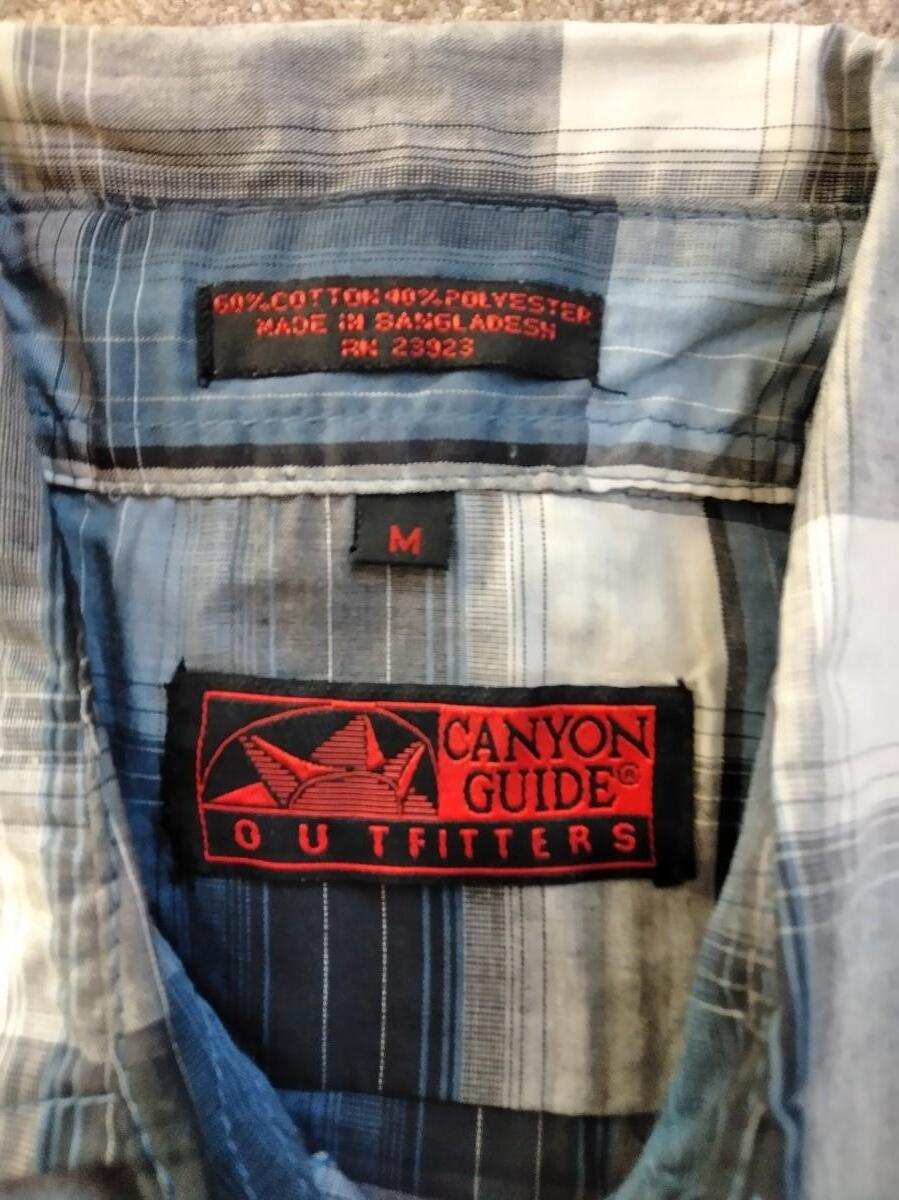 60% COTTON 40% POLYESTER
MADE IN BANGLADESH
RN 23923
M
CANYON
GUIDE®
OUTFITTERS